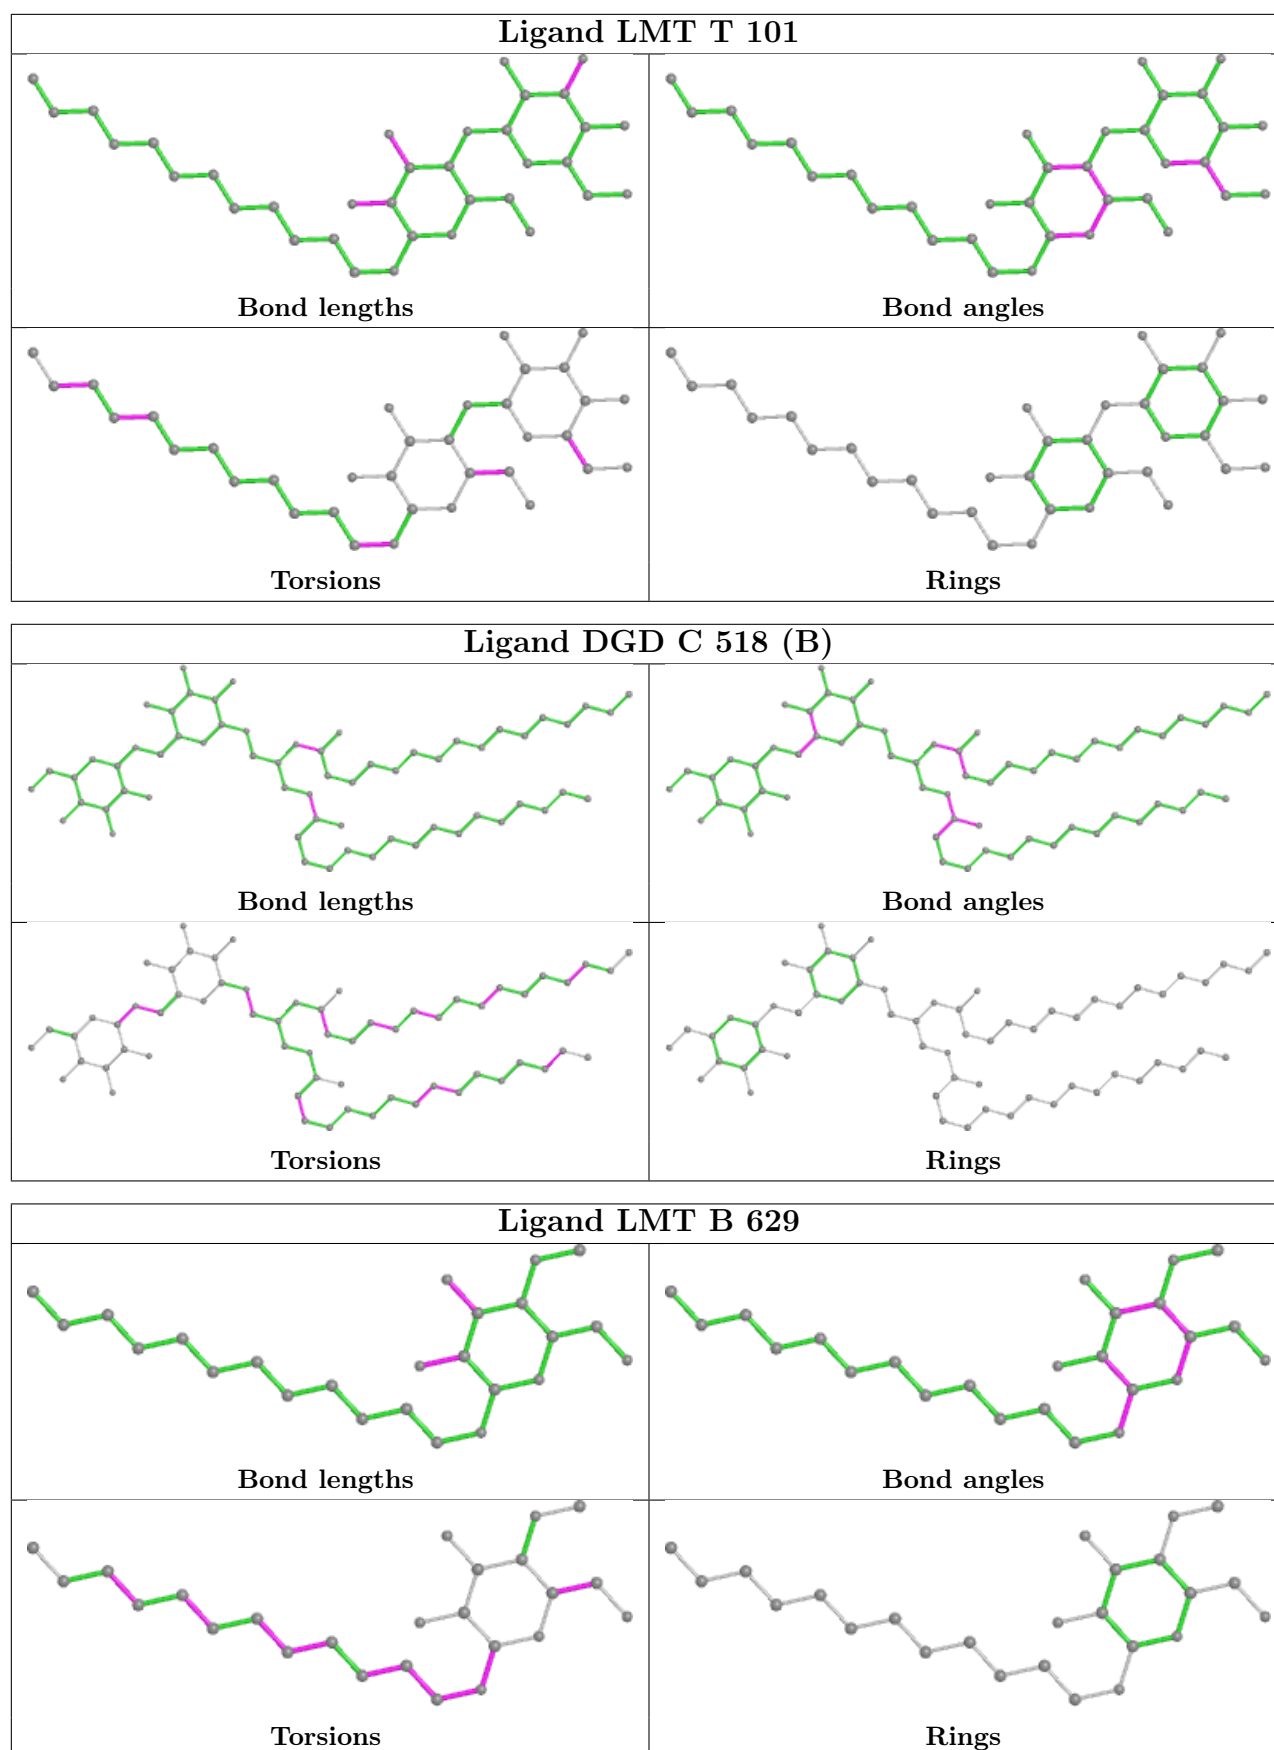 Ligand LMT T 101
Bond lengths
Bond angles
Torsions
Rings
Ligand DGD C 518 (B)
Bond lengths
Bond angles
Torsions
Rings
Ligand LMT B 629
Bond lengths
Bond angles
Torsions
Rings